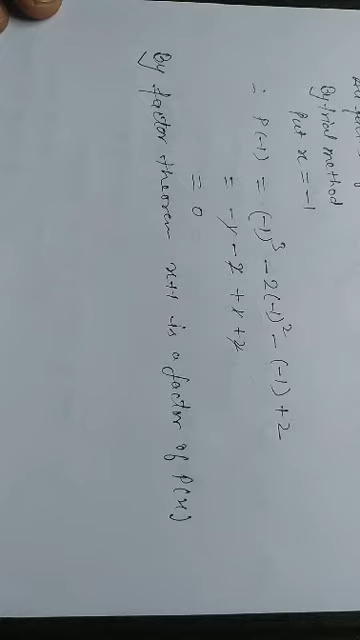 By trial method
Put x = -1
∴ P(-1) = (-1)³ - 2(-1)² - (-1) + 2
= -1 - 2 + 1 + 2
= 0
By factor theorem x+1 is a factor of P(x)